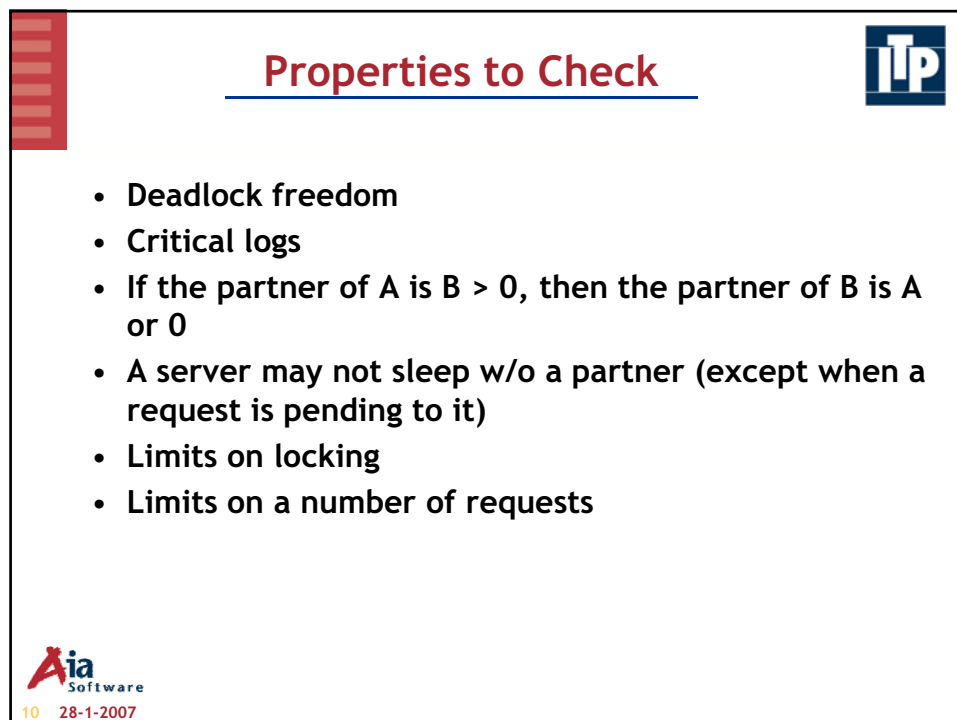 Properties to Check
ITP
• Deadlock freedom
• Critical logs
• If the partner of A is B > 0, then the partner of B is A
or 0
• A server may not sleep w/o a partner (except when a
request is pending to it)
• Limits on locking
• Limits on a number of requests
Aia
Software
10 28-1-2007